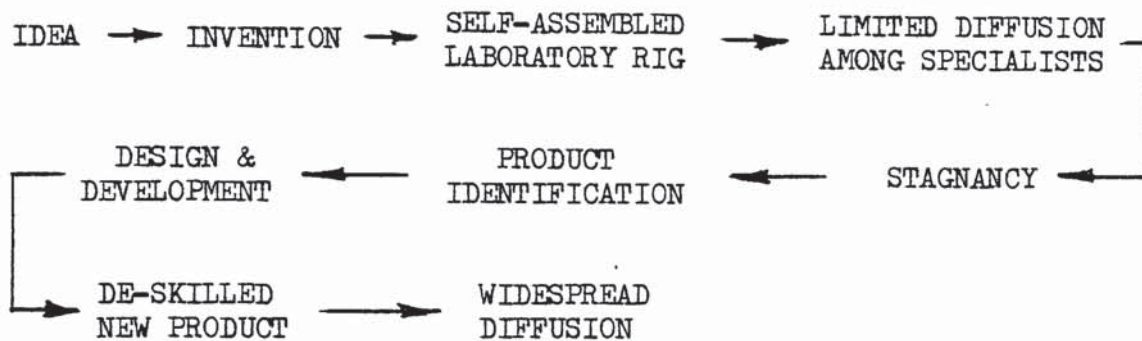 IDEA
INVENTION
SELF-ASSEMBLED
LABORATORY RIG
LIMITED DIFFUSION
AMONG SPECIALISTS
STAGNANCY
PRODUCT
IDENTIFICATION
DESIGN &
DEVELOPMENT
DE-SKILLED
NEW PRODUCT
WIDESPREAD
DIFFUSION